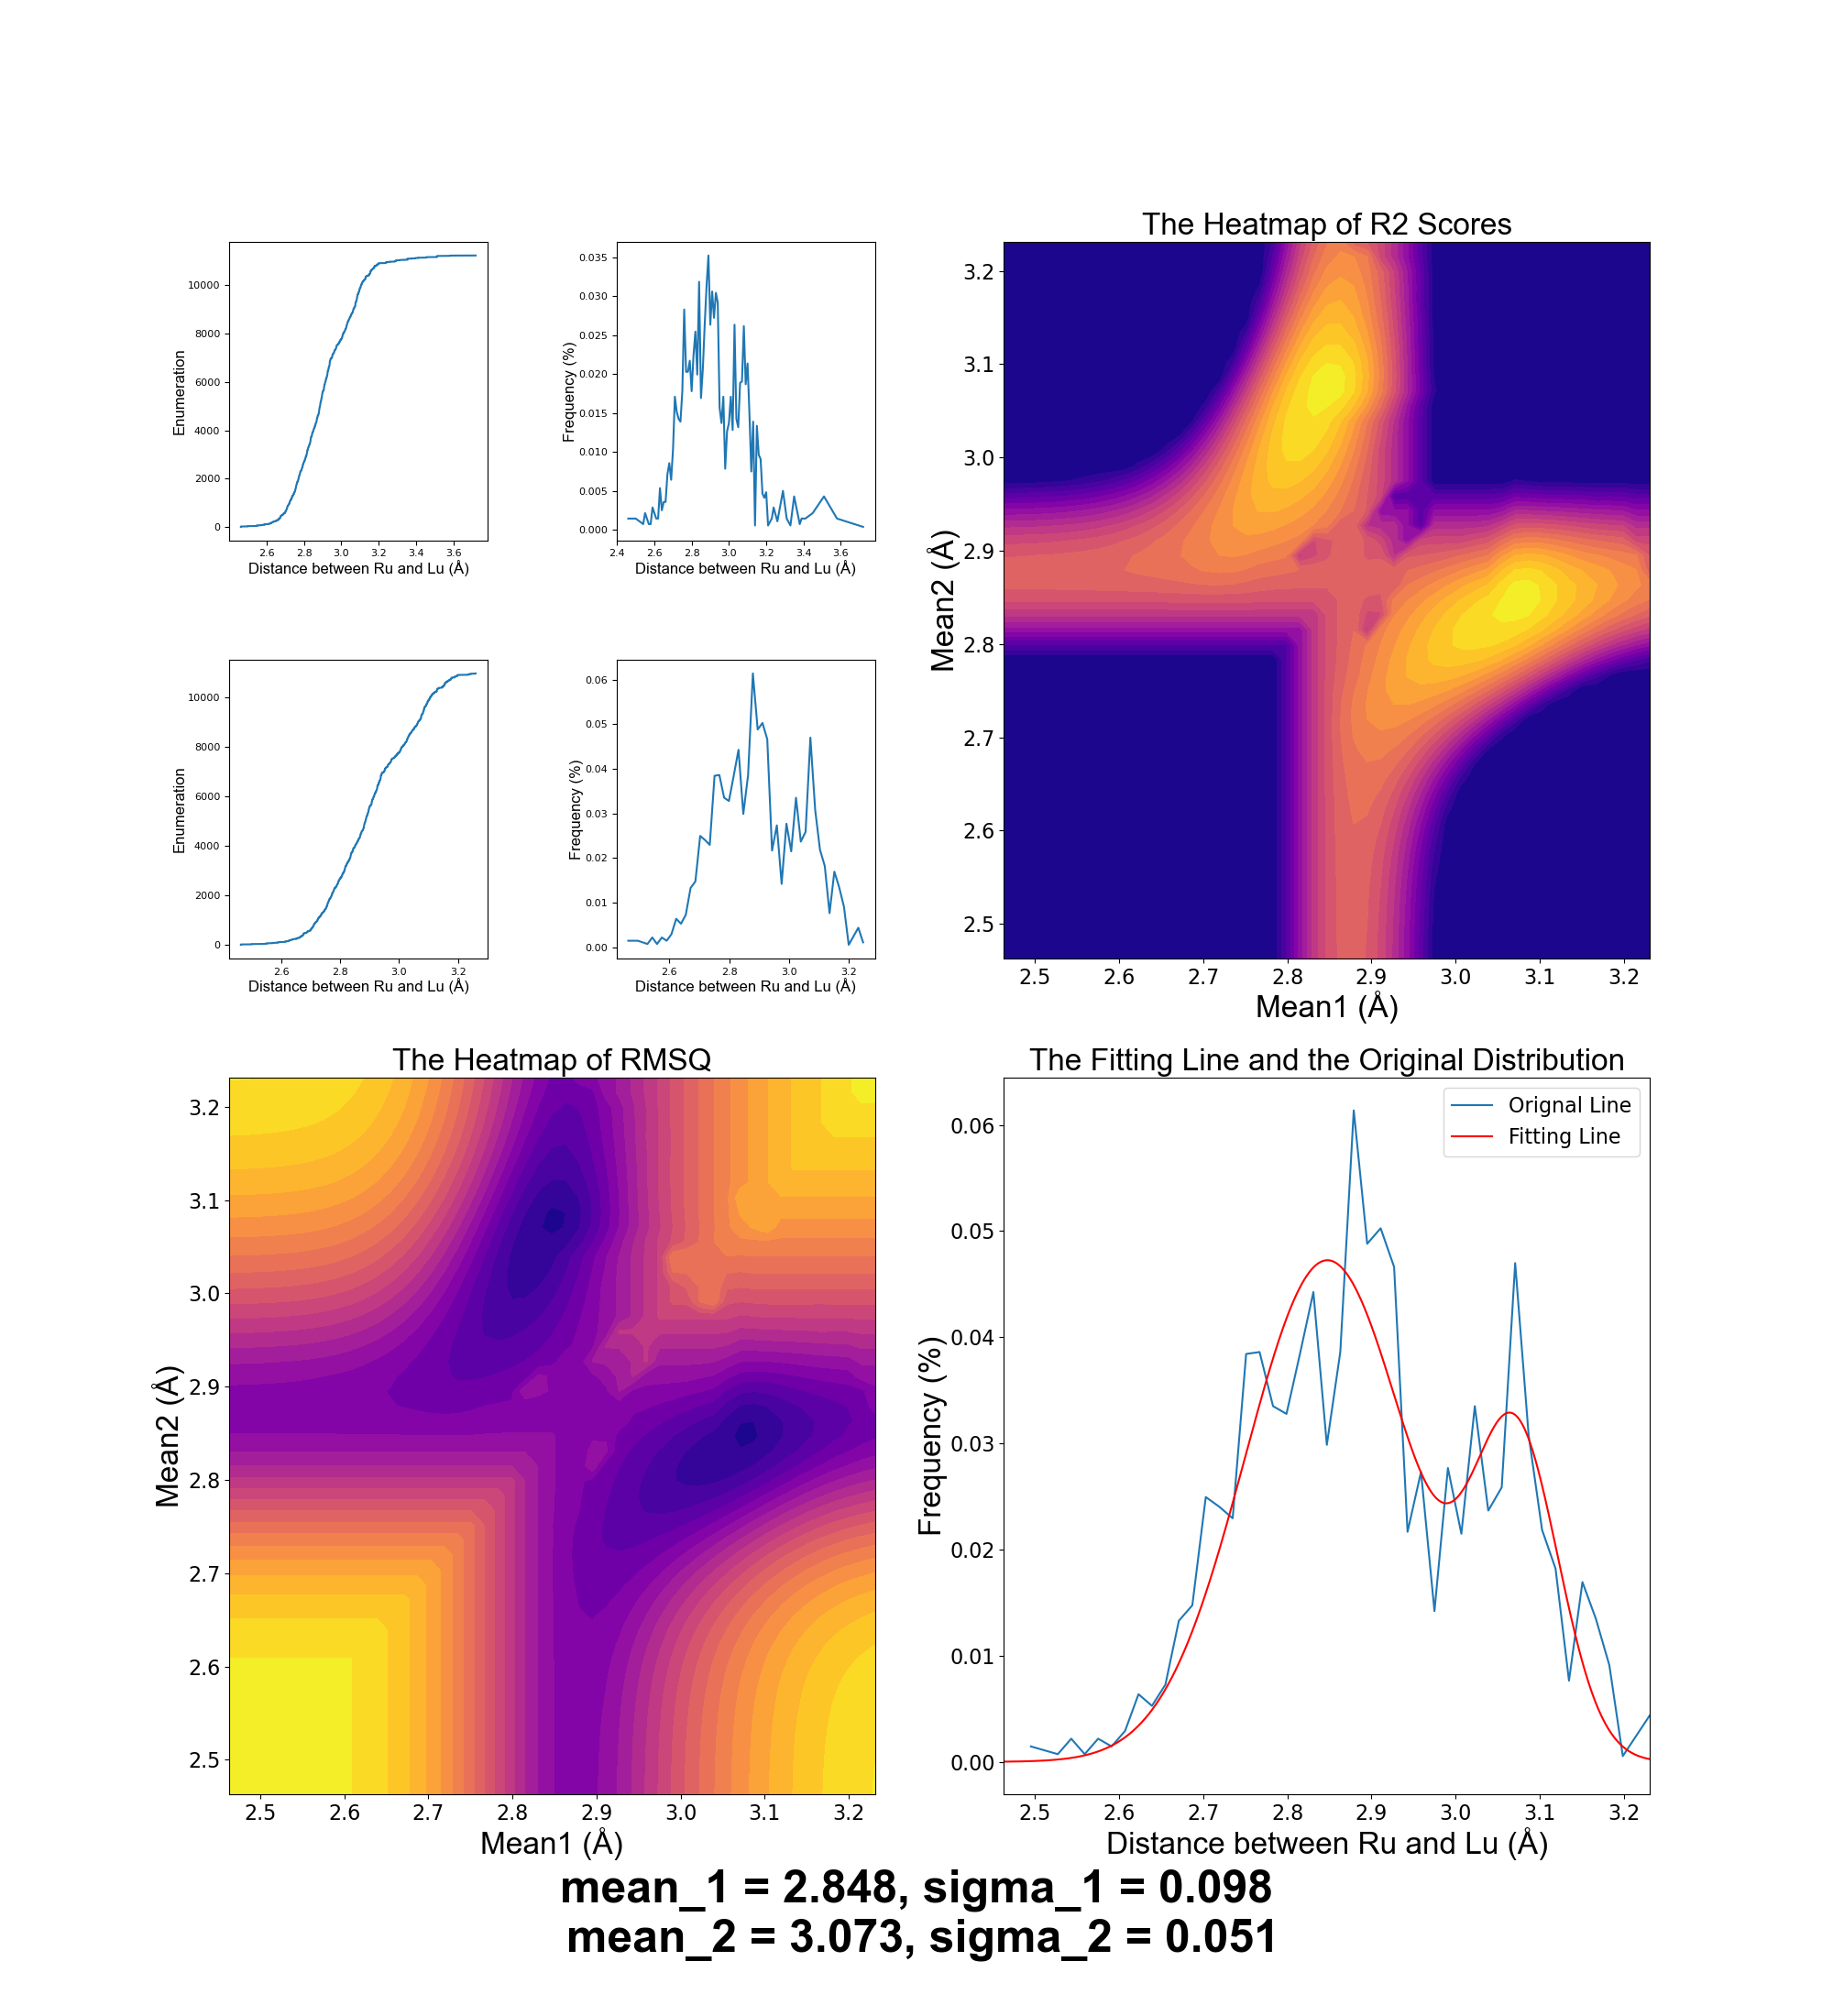 The Heatmap of R2 Scores
10000
8000
6000
4000
2000
0
Enumeration
2.6 2.8 3.0 3.2 3.4 3.6
Distance between Ru and Lu (Å)
0.035
0.030
0.025
0.020
0.015
0.010
0.005
0.000
Frequency (%)
2.4 2.6 2.8 3.0 3.2 3.4 3.6
Distance between Ru and Lu (Å)
10000
8000
6000
4000
2000
0
Enumeration
2.6 2.8 3.0 3.2
Distance between Ru and Lu (Å)
0.06
0.05
0.04
0.03
0.02
0.01
0.00
Frequency (%)
2.6 2.8 3.0 3.2
Distance between Ru and Lu (Å)
3.2
3.1
3.0
2.9
2.8
2.7
2.6
2.5
Mean2 (Å)
2.5 2.6 2.7 2.8 2.9 3.0 3.1 3.2
Mean1 (Å)
The Heatmap of RMSQ
3.2
3.1
3.0
2.9
2.8
2.7
2.6
2.5
Mean2 (Å)
2.5 2.6 2.7 2.8 2.9 3.0 3.1 3.2
Mean1 (Å)
The Fitting Line and the Original Distribution
Orignal Line
Fitting Line
0.06
0.05
0.04
0.03
0.02
0.01
0.00
Frequency (%)
2.5 2.6 2.7 2.8 2.9 3.0 3.1 3.2
Distance between Ru and Lu (Å)
mean_1 = 2.848, sigma_1 = 0.098
mean_2 = 3.073, sigma_2 = 0.051